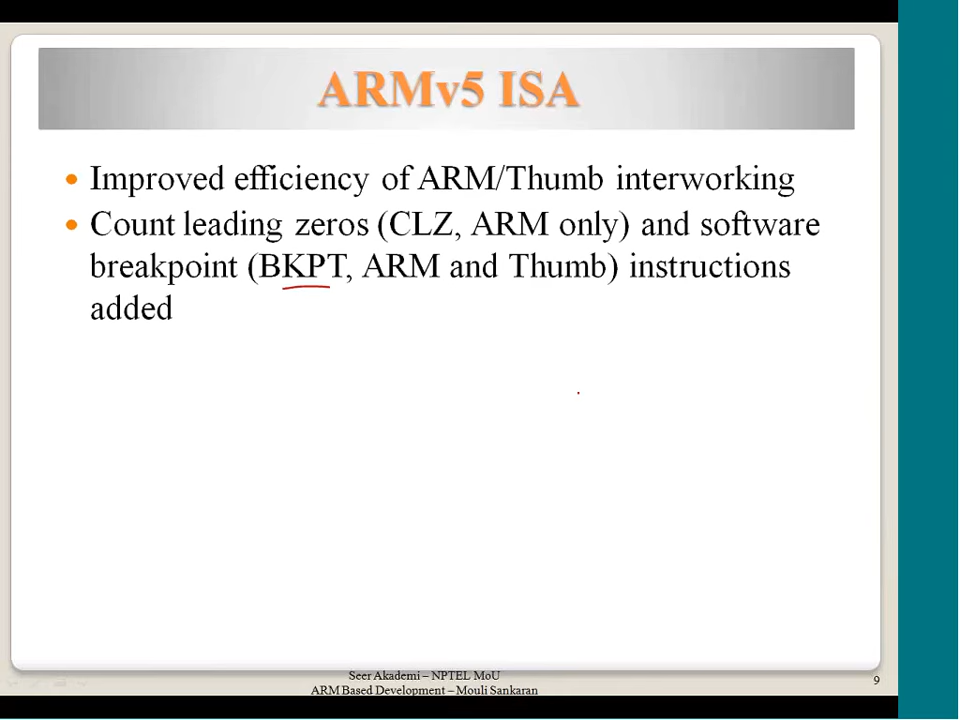 ARMv5 ISA
• Improved efficiency of ARM/Thumb interworking
• Count leading zeros (CLZ, ARM only) and software
breakpoint (BKPT, ARM and Thumb) instructions
added
Seer Akademi – NPTEL MoU
ARM Based Development – Mouli Sankaran
9